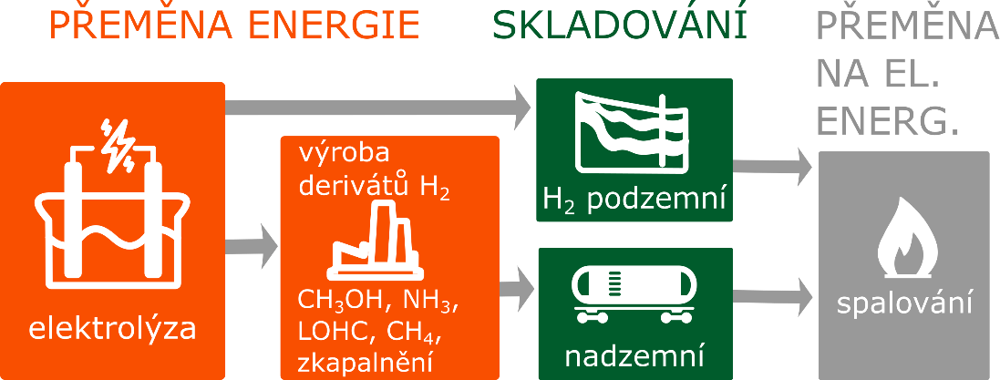 PŘEMĚNA ENERGIE
SKLADOVÁNÍ
PŘEMĚNA
NA EL.
ENERG.
elektrolýza
výroba
derivátů H₂
CH₃OH, NH₃,
LOHC, CH₄,
zkapalnění
H₂ podzemní
nadzemní
spalování